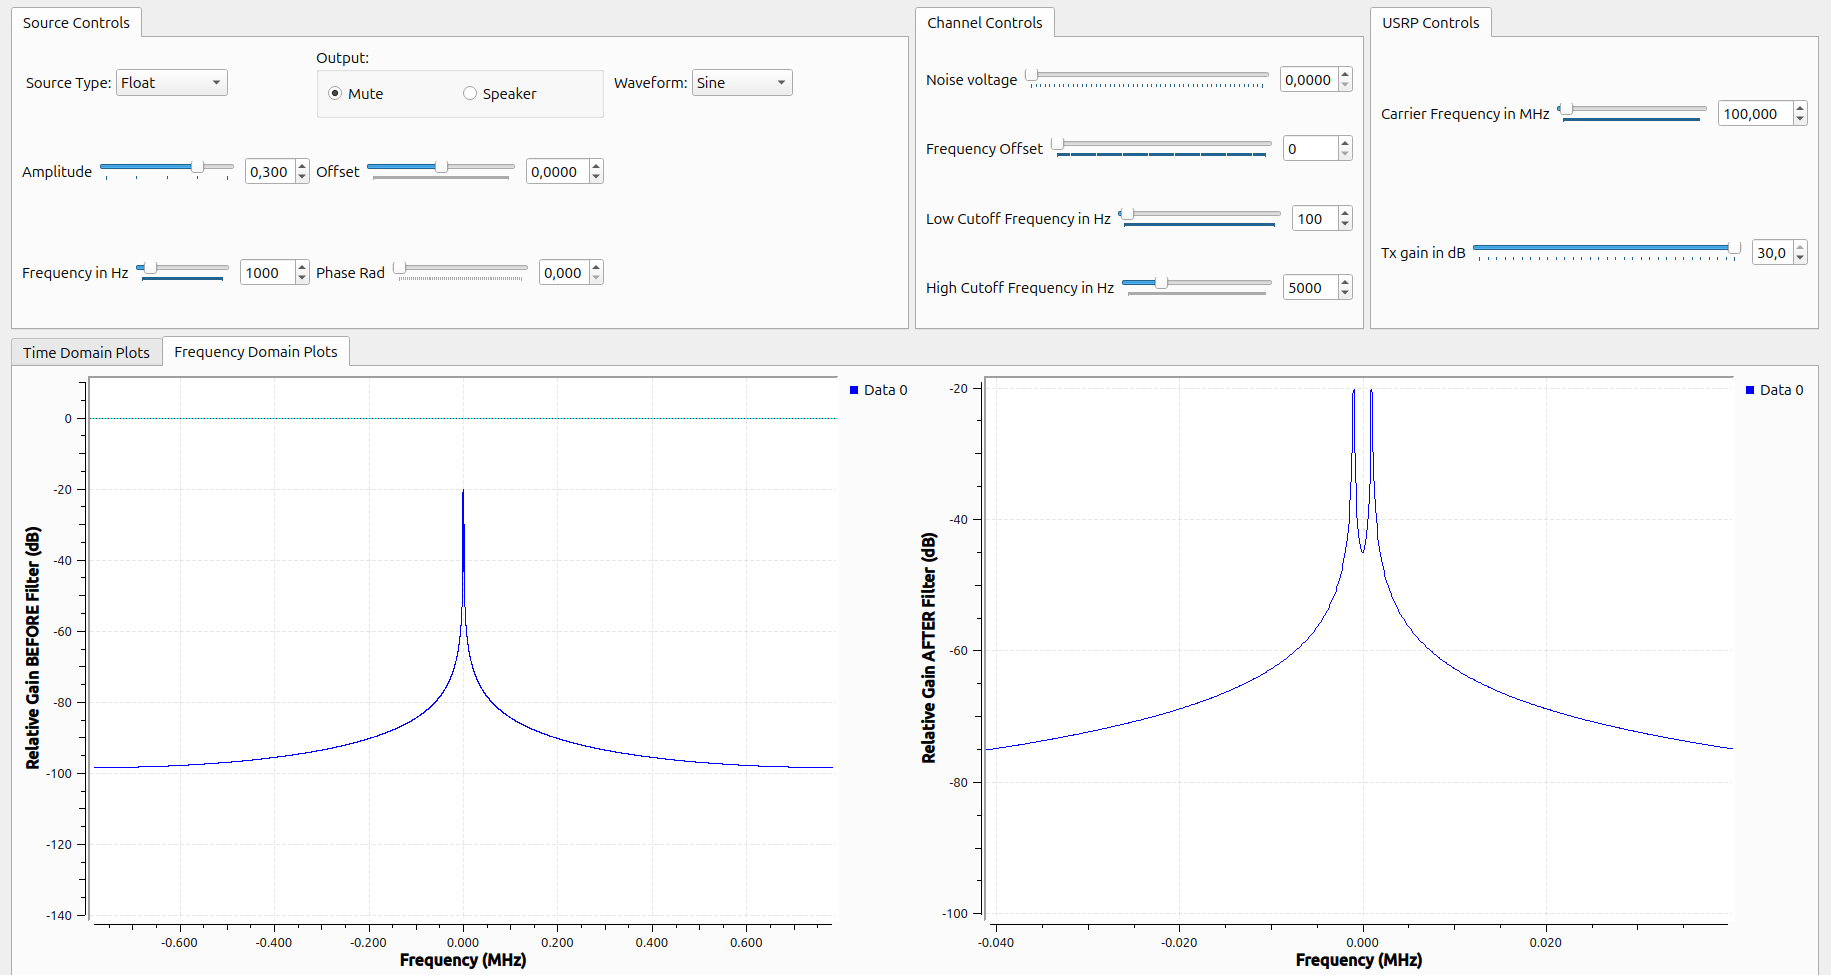 Source Controls
Source Type: Float
Output:
Mute
Speaker
Waveform: Sine
Amplitude 0,300
Offset 0,0000
Frequency in Hz 1000
Phase Rad 0,000
Channel Controls
Noise voltage 0,0000
Frequency Offset 0
Low Cutoff Frequency in Hz 100
High Cutoff Frequency in Hz 5000
USRP Controls
Carrier Frequency in MHz 100,000
Tx gain in dB 30,0
Time Domain Plots
Frequency Domain Plots
Relative Gain BEFORE Filter (dB)
0
-20
-40
-60
-80
-100
-120
-140
-0.600 -0.400 -0.200 0.000 0.200 0.400 0.600
Frequency (MHz)
Data 0
Relative Gain AFTER Filter (dB)
-20
-40
-60
-80
-100
-0.040 -0.020 0.000 0.020
Frequency (MHz)
Data 0